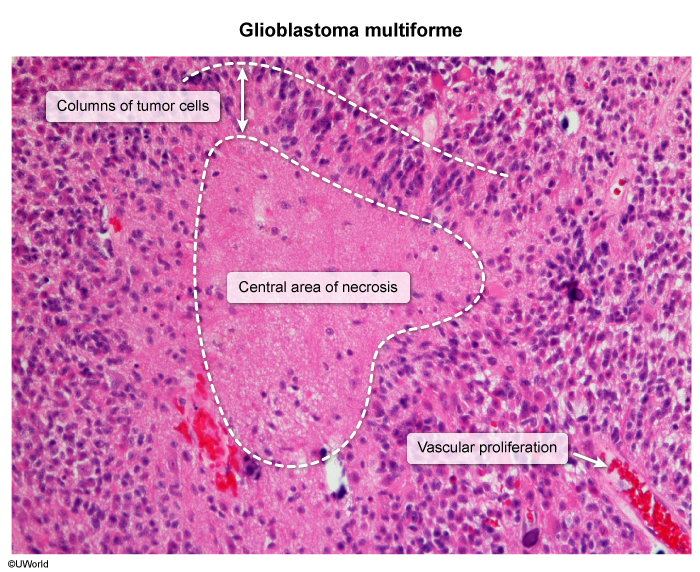 Glioblastoma multiforme
Columns of tumor cells
Central area of necrosis
Vascular proliferation
©UWorld